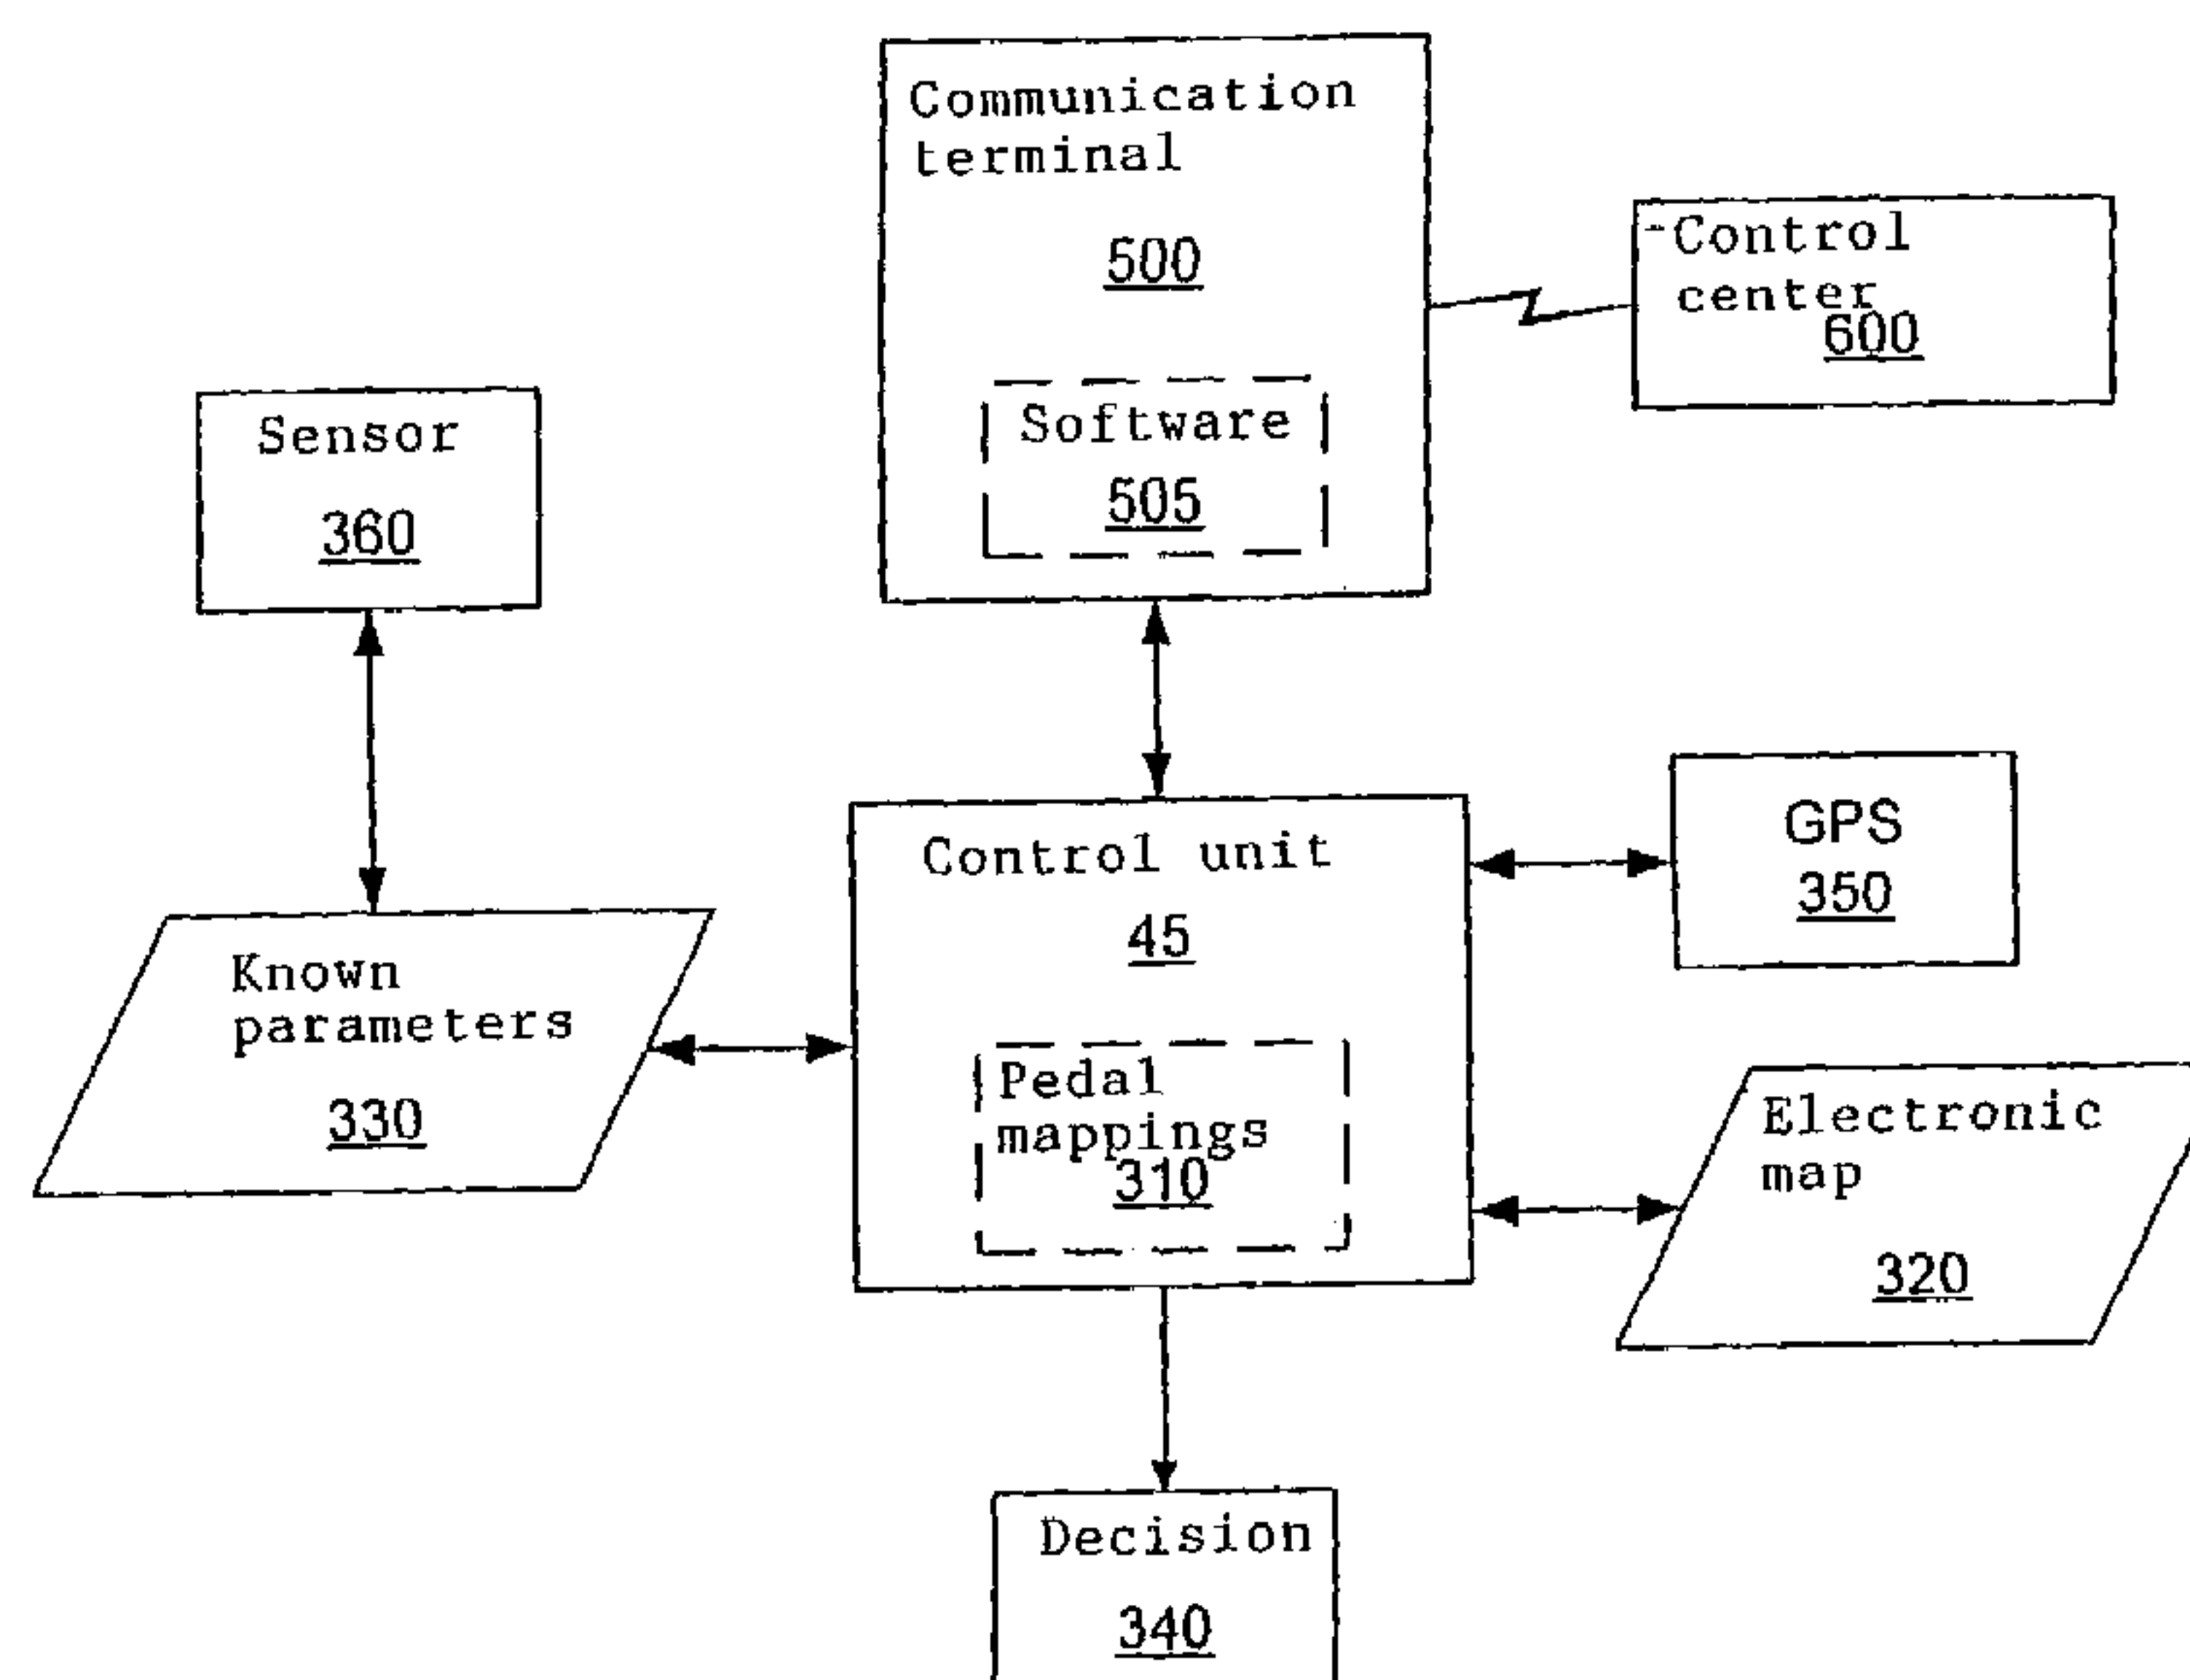 Communication
terminal
500
Software
505
-Control
center
600
Sensor
360
Known
parameters
330
Control unit
45
Pedal
mappings
310
GPS
350
Electronic
map
320
Decision
340